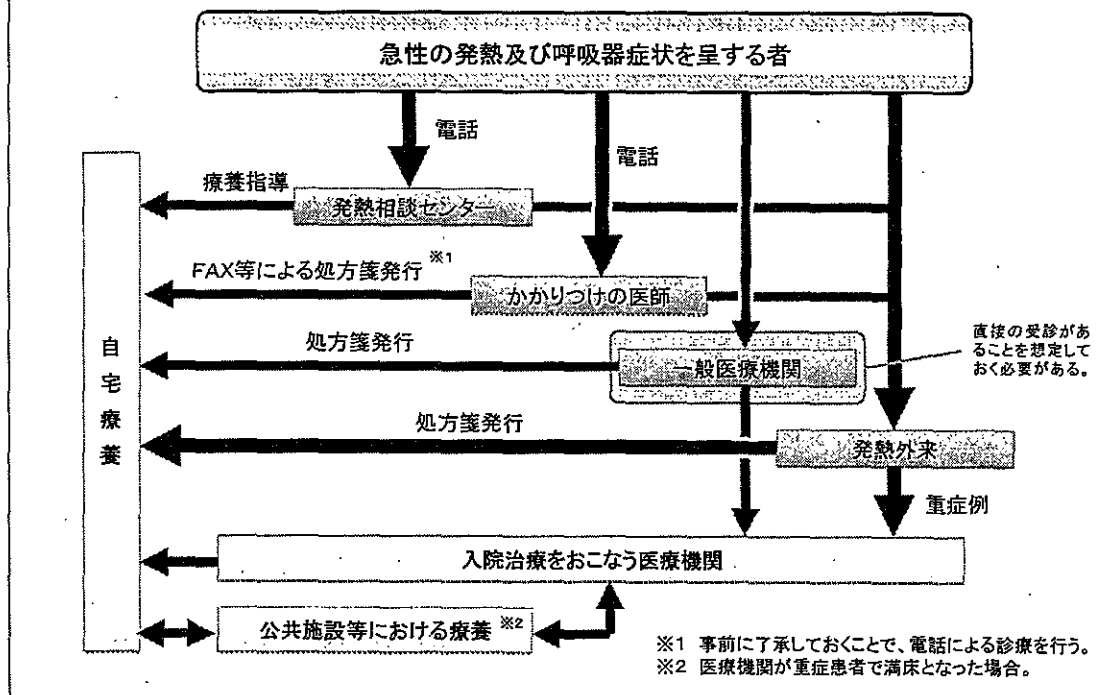 急性の発熱及び呼吸器症状を呈する者
電話
電話
療養指導
発熱相談センター
FAX等による処方箋発行 ※1
かかりつけの医師
処方箋発行
一般医療機関
直接の受診があ
ることを想定して
おく必要がある。
自宅療養
処方箋発行
発熱外来
重症例
入院治療をおこなう医療機関
公共施設等における療養 ※2
※1 事前に了承しておくことで、電話による診療を行う。
※2 医療機関が重症患者で満床となった場合。